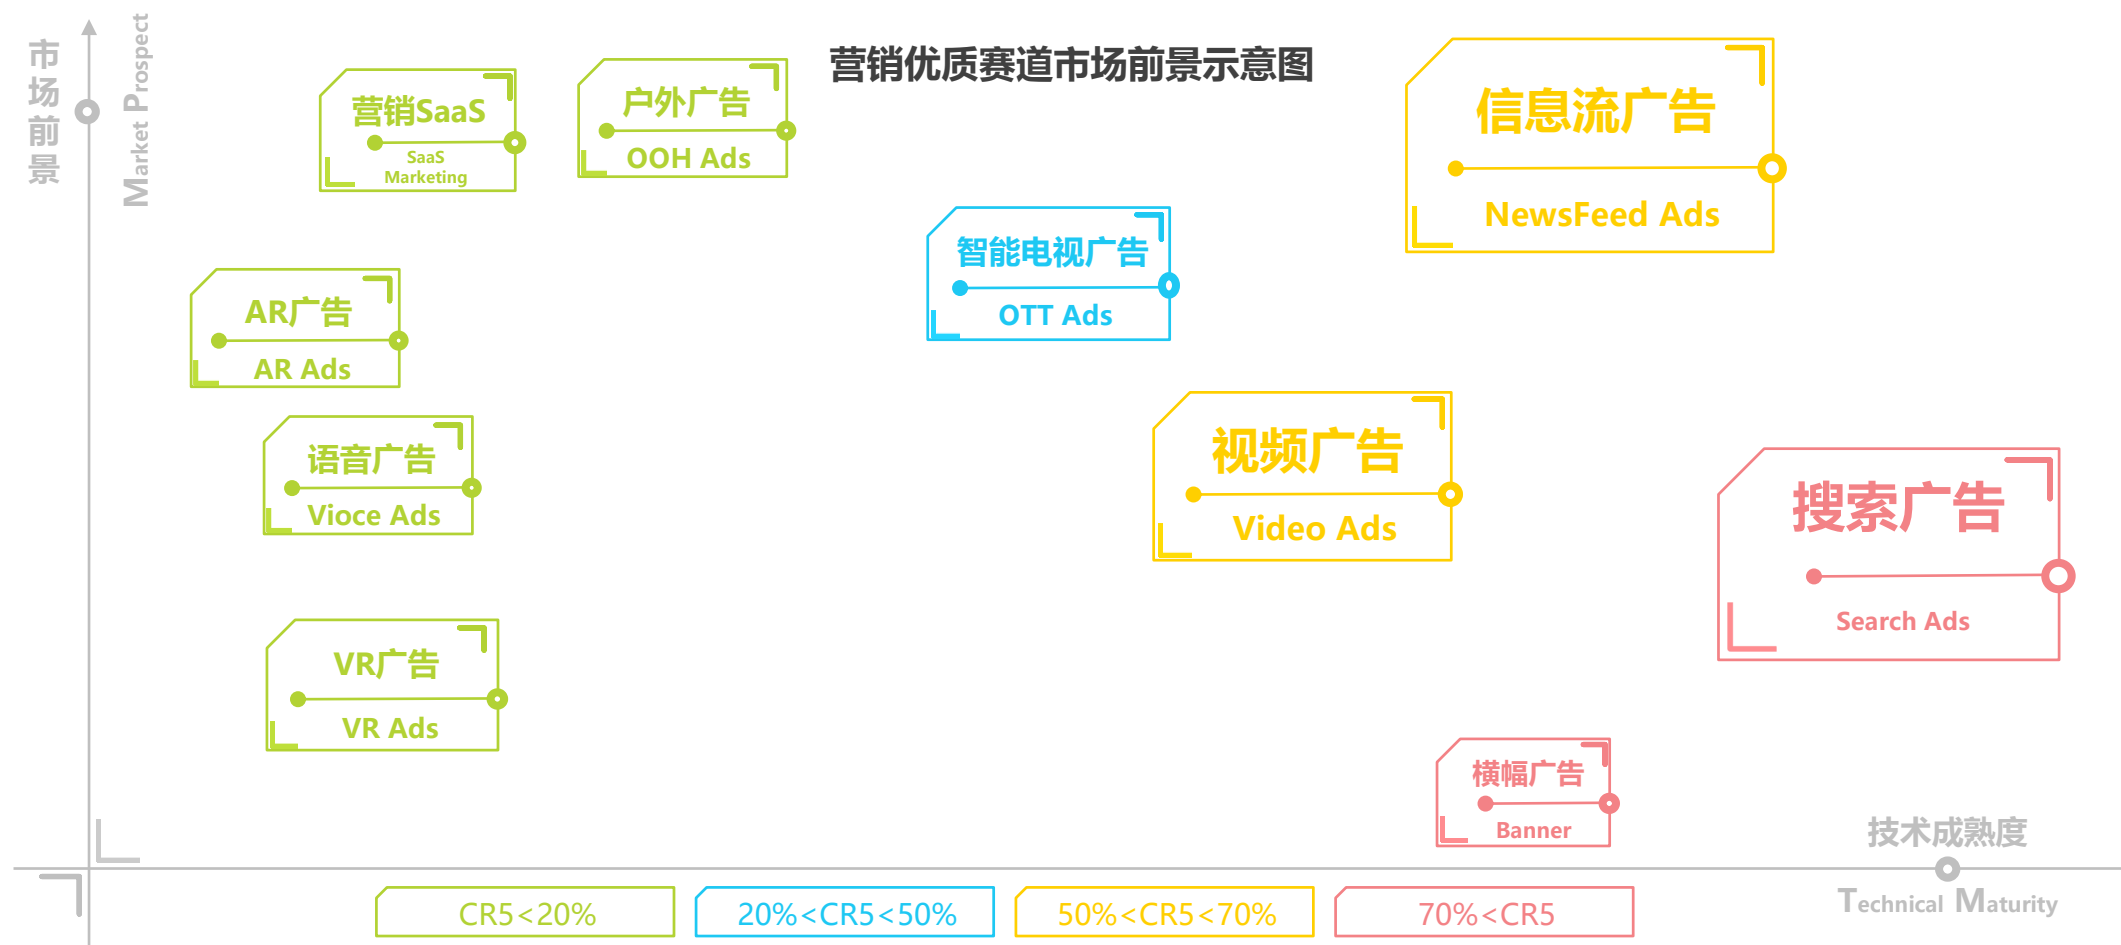 营销优质赛道市场前景示意图
市场前景
Market Prospect
营销SaaS
SaaS
Marketing
户外广告
OOH Ads
信息流广告
NewsFeed Ads
智能电视广告
OTT Ads
AR广告
AR Ads
语音广告
Vioce Ads
视频广告
Video Ads
搜索广告
Search Ads
VR广告
VR Ads
横幅广告
Banner
技术成熟度
Technical Maturity
CR5<20%
20%<CR5<50%
50%<CR5<70%
70%<CR5